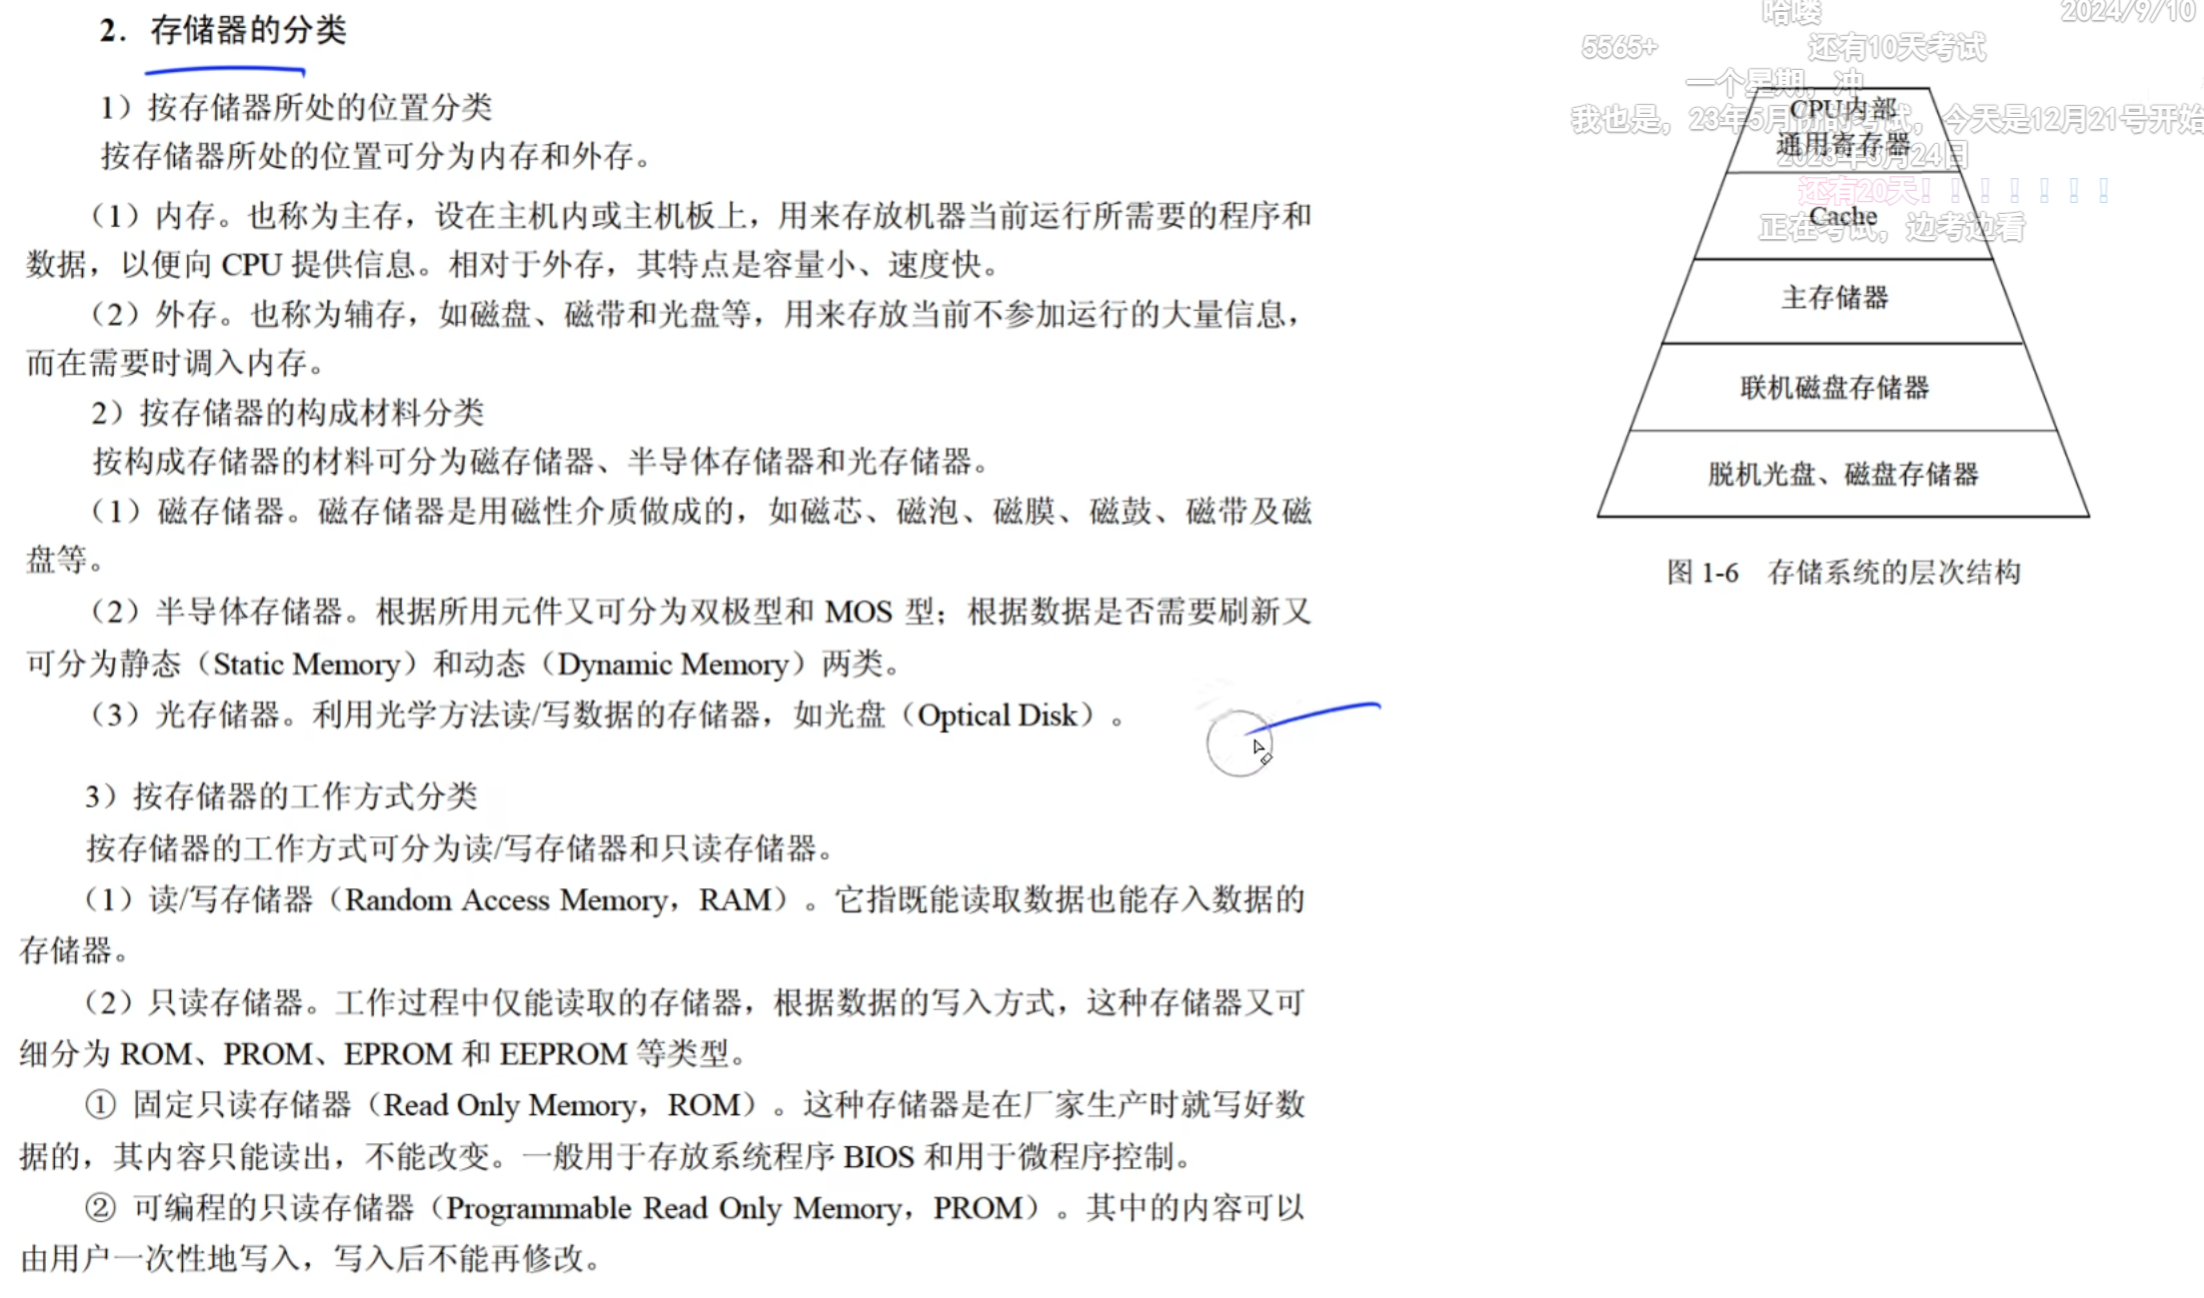 2. 存储器的分类
1）按存储器所处的位置分类
按存储器所处的位置可分为内存和外存。
（1）内存。也称为主存，设在主机内或主机板上，用来存放机器当前运行所需要的程序和
数据，以便向 CPU 提供信息。相对于外存，其特点是容量小、速度快。
（2）外存。也称为辅存，如磁盘、磁带和光盘等，用来存放当前不参加运行的大量信息，
而在需要时调入内存。
2）按存储器的构成材料分类
按构成存储器的材料可分为磁存储器、半导体存储器和光存储器。
（1）磁存储器。磁存储器是用磁性介质做成的，如磁芯、磁泡、磁膜、磁鼓、磁带及磁
盘等。
（2）半导体存储器。根据所用元件又可分为双极型和 MOS 型；根据数据是否需要刷新又
可分为静态（Static Memory）和动态（Dynamic Memory）两类。
（3）光存储器。利用光学方法读/写数据的存储器，如光盘（Optical Disk）。
3）按存储器的工作方式分类
按存储器的工作方式可分为读/写存储器和只读存储器。
（1）读/写存储器（Random Access Memory，RAM）。它指既能读取数据也能存入数据的
存储器。
（2）只读存储器。工作过程中仅能读取的存储器，根据数据的写入方式，这种存储器又可
细分为 ROM、PROM、EPROM 和 EEPROM 等类型。
① 固定只读存储器（Read Only Memory，ROM）。这种存储器是在厂家生产时就写好数
据的，其内容只能读出，不能改变。一般用于存放系统程序 BIOS 和用于微程序控制。
② 可编程的只读存储器（Programmable Read Only Memory，PROM）。其中的内容可以
由用户一次性地写入，写入后不能再修改。
哈喽
2024/9/10
5565+
还有10天考试
一个星期，冲
我也是，23年5月份的考试，今天是12月21号开始
2023年3月24日
还有20天！！！！！！！
正在考试，边考边看
CPU内部
通用寄存器
Cache
主存储器
联机磁盘存储器
脱机光盘、磁盘存储器
图 1-6 存储系统的层次结构